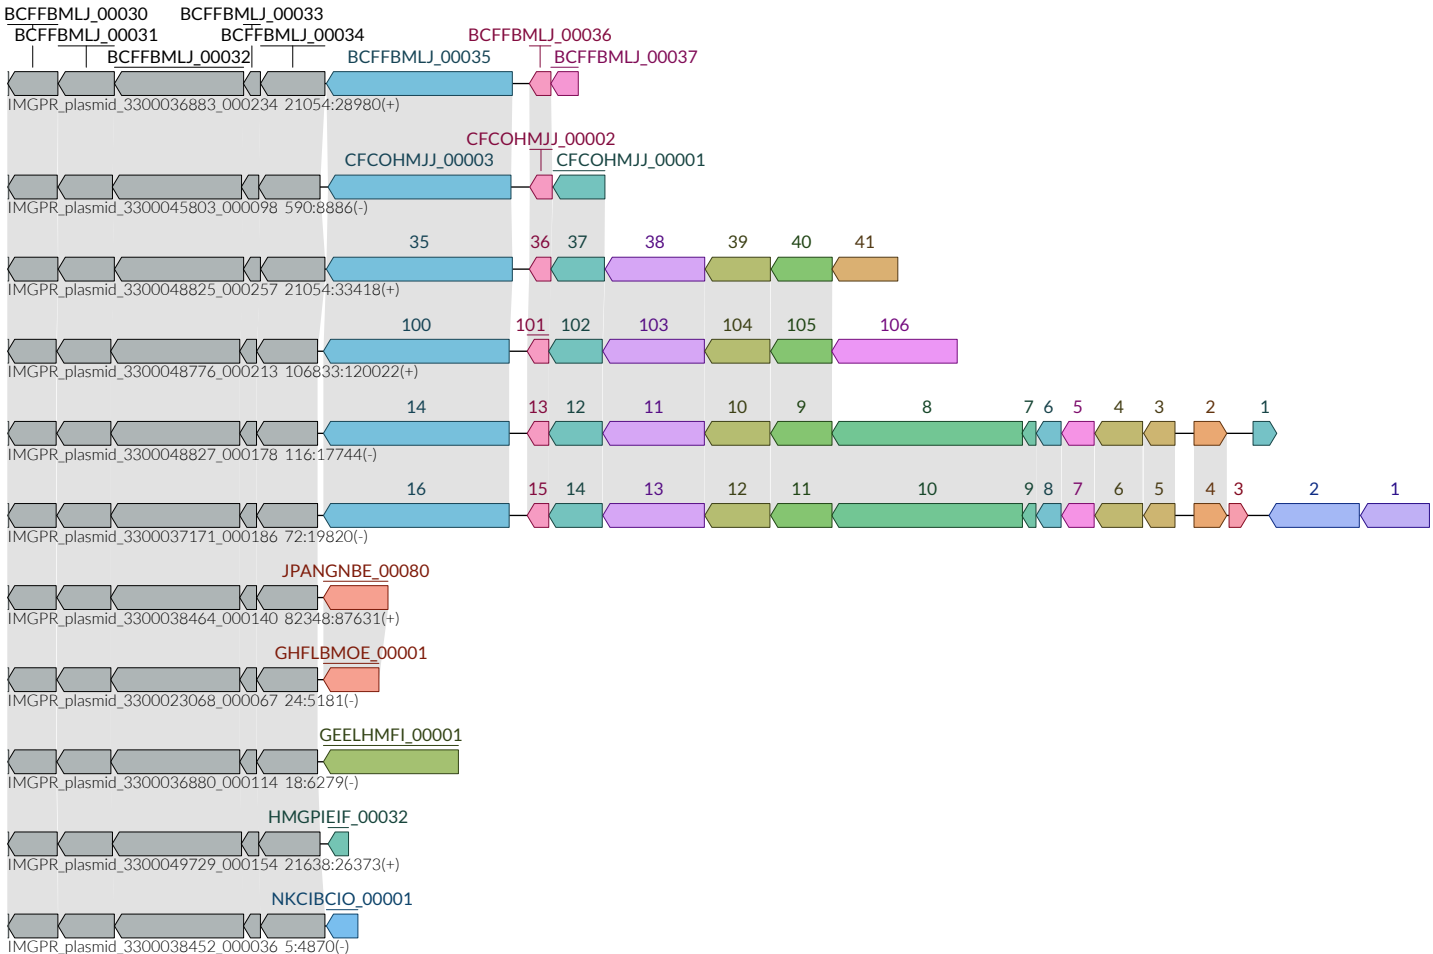 BCFFBMLJ_00030 BCFFBMLJ_00033
BCFFBMLJ_00031 BCFFBMLJ_00034 BCFFBMLJ_00036
BCFFBMLJ_00032 BCFFBMLJ_00035 BCFFBMLJ_00037
IMGPR_plasmid_3300036883_000234 21054:28980(+)
CFCOHMJJ_00002
CFCOHMJJ_00003 CFCOHMJJ_00001
IMGPR_plasmid_3300045803_000098 590:8886(-)
35 36 37 38 39 40 41
IMGPR_plasmid_3300048825_000257 21054:33418(+)
100 101 102 103 104 105 106
IMGPR_plasmid_3300048776_000213 106833:120022(+)
14 13 12 11 10 9 8 7 6 5 4 3 2 1
IMGPR_plasmid_3300048827_000178 116:17744(-)
16 15 14 13 12 11 10 9 8 7 6 5 4 3 2 1
IMGPR_plasmid_3300037171_000186 72:19820(-)
JPANGNBE_00080
IMGPR_plasmid_3300038464_000140 82348:87631(+)
GHFLBMOE_00001
IMGPR_plasmid_3300023068_000067 24:5181(-)
GEELHMFI_00001
IMGPR_plasmid_3300036880_000114 18:6279(-)
HMGPIEIF_00032
IMGPR_plasmid_3300049729_000154 21638:26373(+)
NKCIBCIO_00001
IMGPR_plasmid_3300038452_000036 5:4870(-)